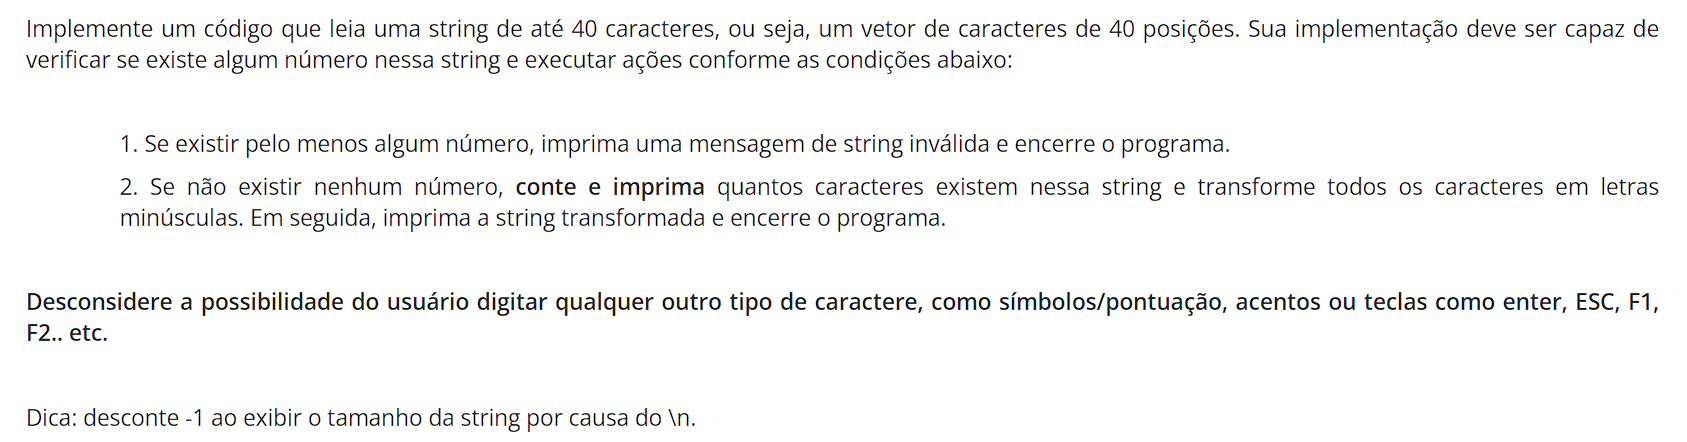 Implemente um código que leia uma string de até 40 caracteres, ou seja, um vetor de caracteres de 40 posições. Sua implementação deve ser capaz de
verificar se existe algum número nessa string e executar ações conforme as condições abaixo:
1. Se existir pelo menos algum número, imprima uma mensagem de string inválida e encerre o programa.
2. Se não existir nenhum número, conte e imprima quantos caracteres existem nessa string e transforme todos os caracteres em letras
minúsculas. Em seguida, imprima a string transformada e encerre o programa.
Desconsidere a possibilidade do usuário digitar qualquer outro tipo de caractere, como símbolos/pontuação, acentos ou teclas como enter, ESC, F1,
F2.. etc.
Dica: desconte -1 ao exibir o tamanho da string por causa do \n.